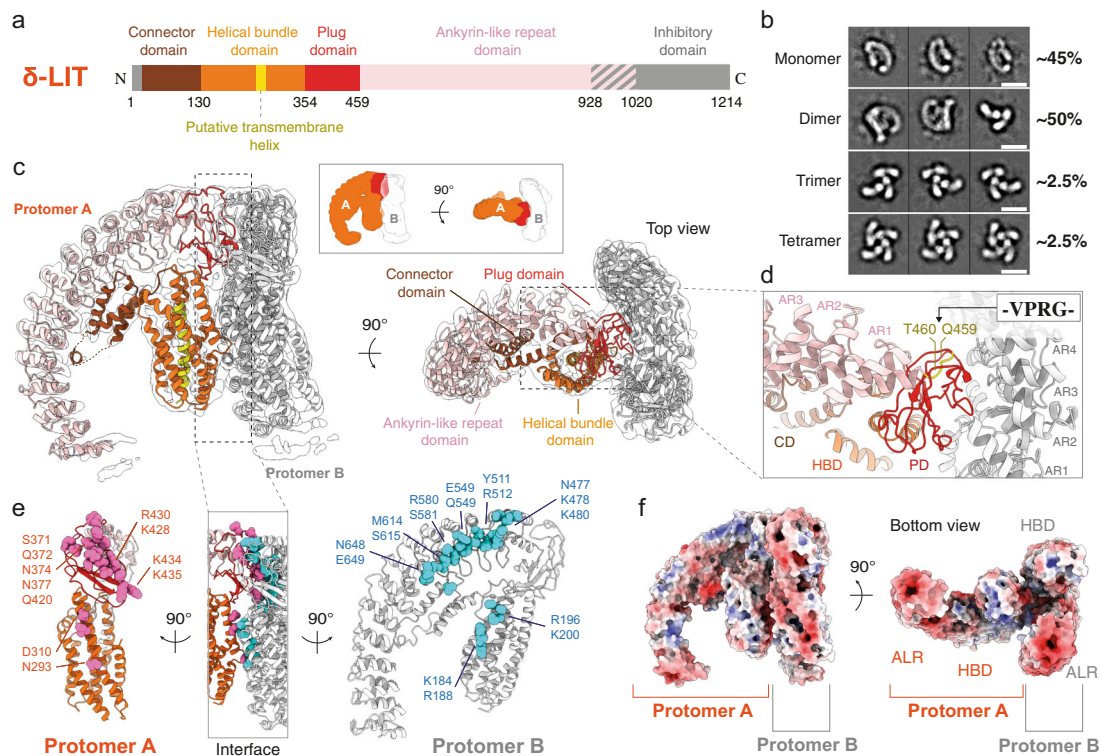 a
Connector domain
Helical bundle domain
Plug domain
Ankyrin-like repeat domain
Inhibitory domain
δ-LIT
N
C
1
130
354
459
928
1020
1214
Putative transmembrane helix
b
Monomer
~45%
Dimer
~50%
Trimer
~2.5%
Tetramer
~2.5%
c
Protomer A
A
B
90°
A
B
Top view
Connector domain
Plug domain
90°
Ankyrin-like repeat domain
Helical bundle domain
Protomer B
d
-VPRG-
AR3
AR2
AR1
T460
Q459
AR4
AR3
AR2
AR1
CD
HBD
PD
e
R430
K428
S371
Q372
N374
N377
Q420
K434
K435
D310
N293
90°
90°
Protomer A
Interface
Y511
R512
E549
Q549
R580
S581
M614
S615
N648
E649
N477
K478
K480
R196
K200
K184
R188
Protomer B
f
Bottom view
HBD
90°
ALR
HBD
ALR
Protomer A
Protomer B
Protomer A
Protomer B